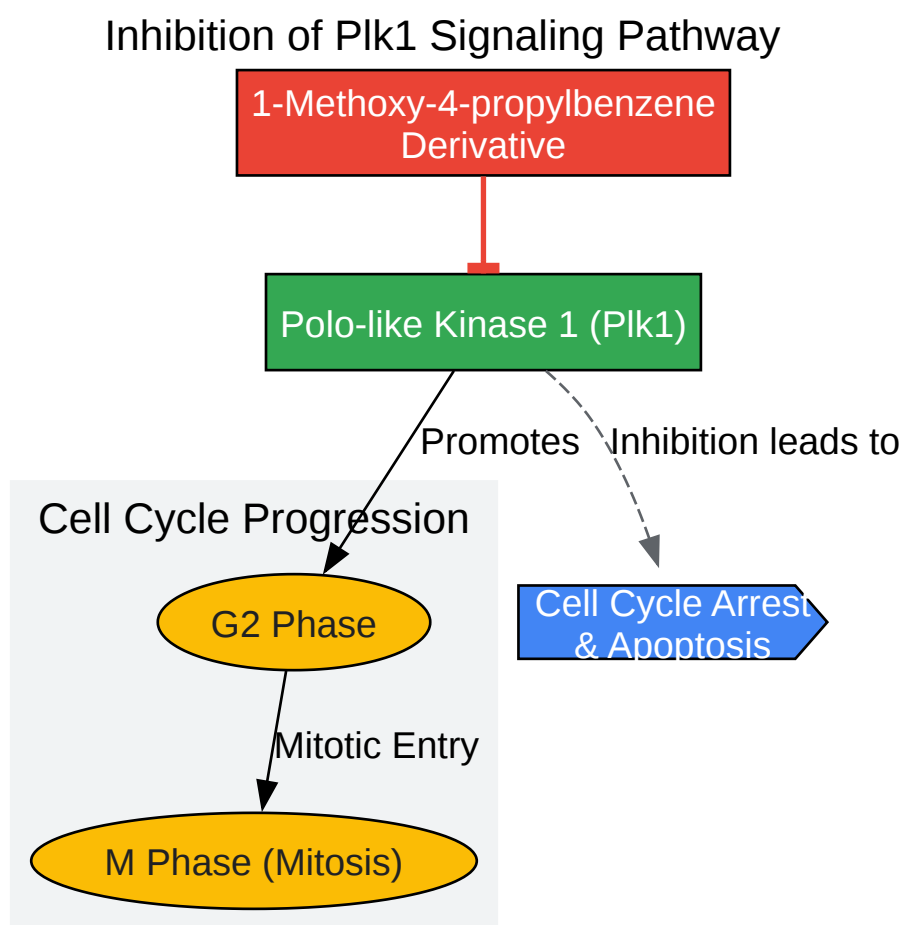 Inhibition of Plk1 Signaling Pathway
1-Methoxy-4-propylbenzene
Derivative
Polo-like Kinase 1 (Plk1)
Promotes
Inhibition leads to
Cell Cycle Progression
G2 Phase
Cell Cycle Arrest
& Apoptosis
Mitotic Entry
M Phase (Mitosis)